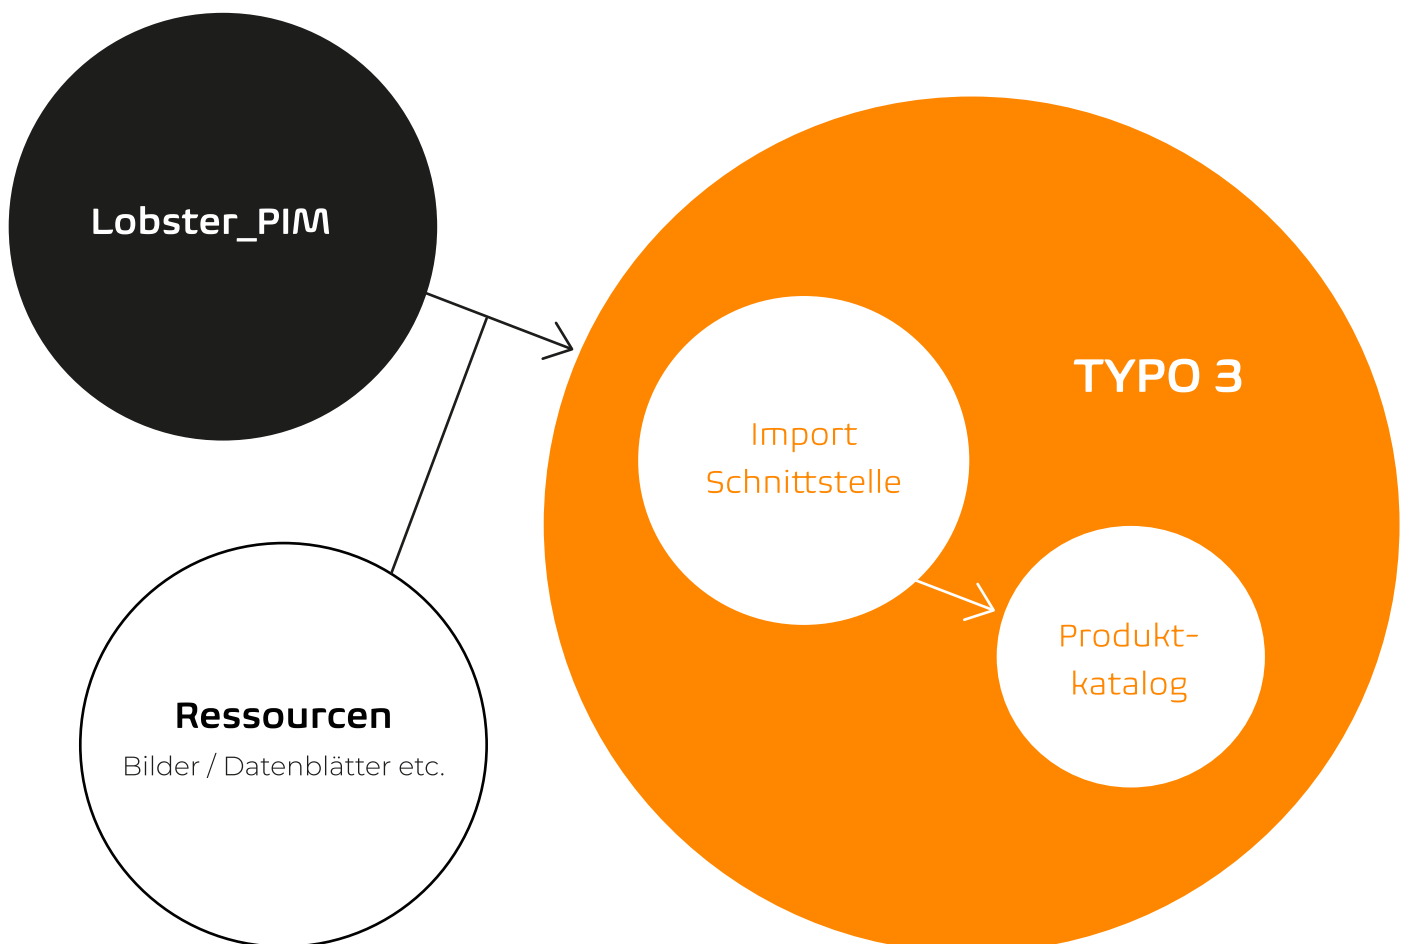 Lobster_PIM
TYPO 3
Import
Schnittstelle
Produkt-
katalog
Ressourcen
Bilder / Datenblätter etc.